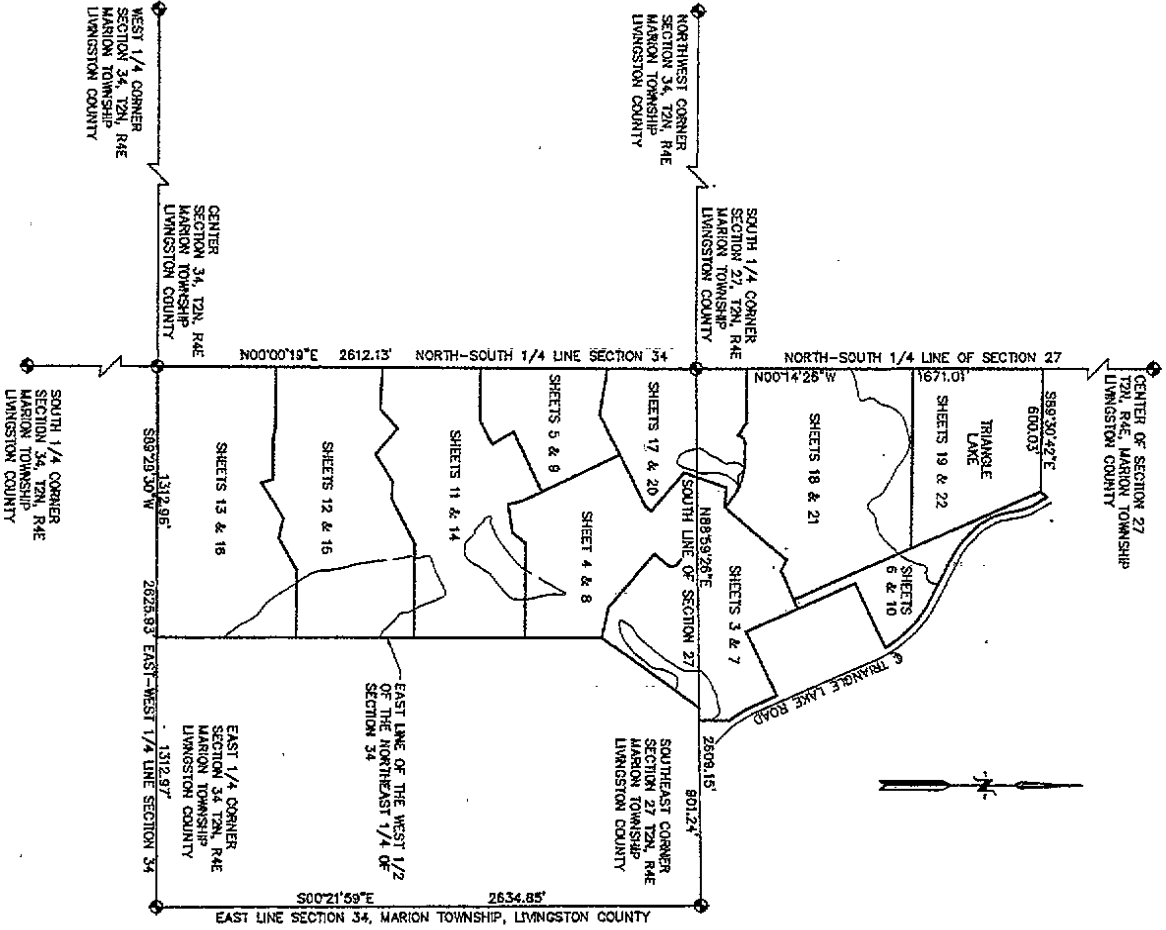 WEST 1/4 CORNER
SECTION 34, T2N, R4E
MARION TOWNSHIP
LIVINGSTON COUNTY
NORTHWEST CORNER
SECTION 34, T2N, R4E
MARION TOWNSHIP
LIVINGSTON COUNTY
CENTER
SECTION 34, T2N, R4E
MARION TOWNSHIP
LIVINGSTON COUNTY
SOUTH 1/4 CORNER
SECTION 27, T2N, R4E
MARION TOWNSHIP
LIVINGSTON COUNTY
CENTER OF SECTION 27
T2N, R4E, MARION TOWNSHIP
LIVINGSTON COUNTY
SOUTH 1/4 CORNER
SECTION 34, T2N, R4E
MARION TOWNSHIP
LIVINGSTON COUNTY
N00°00'19"E 2612.13' NORTH-SOUTH 1/4 LINE SECTION 34
NORTH-SOUTH 1/4 LINE OF SECTION 27
N00°14'25"W 1671.01'
S89°30'42"E
600.03'
TRIANGLE
LAKE
SHEETS 19 & 22
SHEETS 18 & 21
SHEETS 17 & 20
SHEETS 5 & 9
SHEETS 11 & 14
SHEETS 12 & 15
SHEETS 13 & 16
SHEET 4 & 8
SHEETS 3 & 7
SHEETS
6 & 10
N88°59'26"E
SOUTH LINE OF SECTION 27
2609.15'
901.24'
℄ TRIANGLE LAKE ROAD
S89°29'30"W
1312.96'
2625.93' EAST-WEST 1/4 LINE SECTION 34
1312.97'
EAST LINE OF THE WEST 1/2
OF THE NORTHEAST 1/4 OF
SECTION 34
EAST 1/4 CORNER
SECTION 34 T2N, R4E
MARION TOWNSHIP
LIVINGSTON COUNTY
SOUTHEAST CORNER
SECTION 27 T2N, R4E
MARION TOWNSHIP
LIVINGSTON COUNTY
N
S00°21'59"E 2634.85'
EAST LINE SECTION 34, MARION TOWNSHIP, LIVINGSTON COUNTY